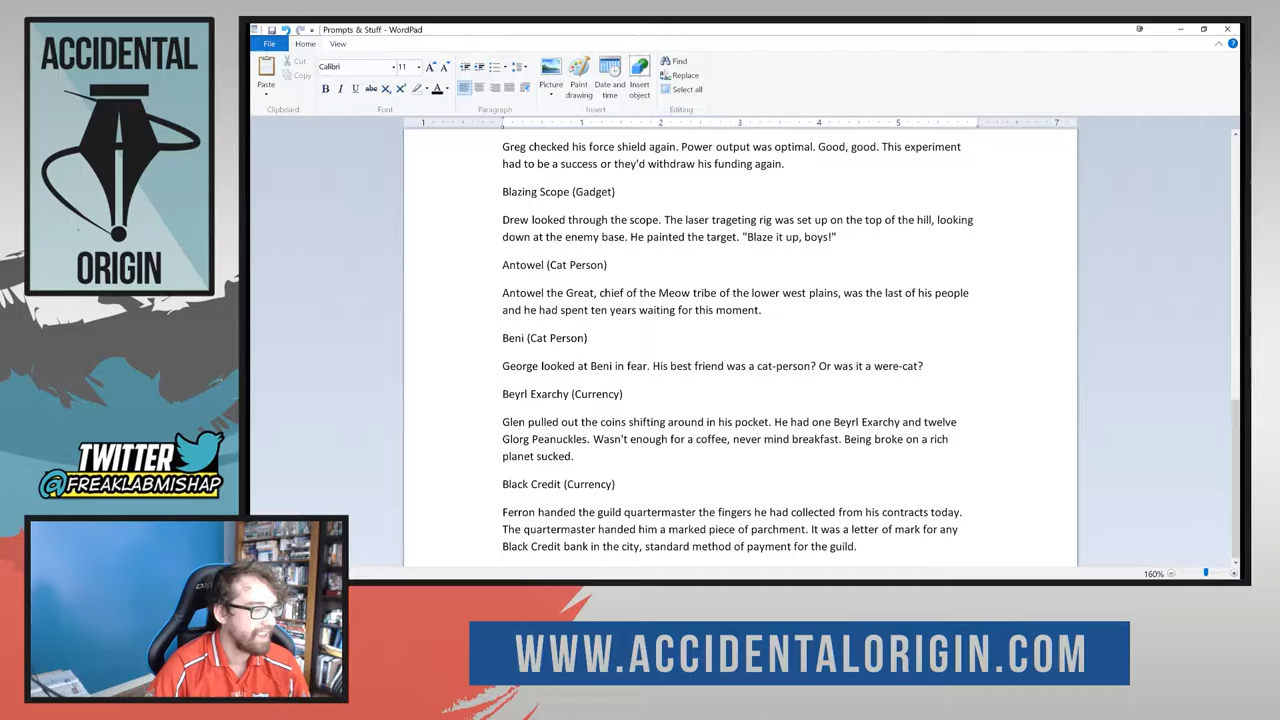 ACCIDENTAL
ORIGIN
TWITTER
@FREAKLABMISHAP
Prompts & Stuff - WordPad
File
Home
View
Paste
Cut
Copy
Clipboard
Calibri
11
Font
Paragraph
Picture
Paint
drawing
Date and
time
Insert
object
Insert
Find
Replace
Select all
Editing
1 1 2 3 4 5 7
Greg checked his force shield again. Power output was optimal. Good, good. This experiment
had to be a success or they'd withdraw his funding again.
Blazing Scope (Gadget)
Drew looked through the scope. The laser trageting rig was set up on the top of the hill, looking
down at the enemy base. He painted the target. "Blaze it up, boys!"
Antowel (Cat Person)
Antowel the Great, chief of the Meow tribe of the lower west plains, was the last of his people
and he had spent ten years waiting for this moment.
Beni (Cat Person)
George looked at Beni in fear. His best friend was a cat-person? Or was it a were-cat?
Beyrl Exarchy (Currency)
Glen pulled out the coins shifting around in his pocket. He had one Beyrl Exarchy and twelve
Glorg Peanuckles. Wasn't enough for a coffee, never mind breakfast. Being broke on a rich
planet sucked.
Black Credit (Currency)
Ferron handed the guild quartermaster the fingers he had collected from his contracts today.
The quartermaster handed him a marked piece of parchment. It was a letter of mark for any
Black Credit bank in the city, standard method of payment for the guild.
160%
WWW.ACCIDENTALORIGIN.COM